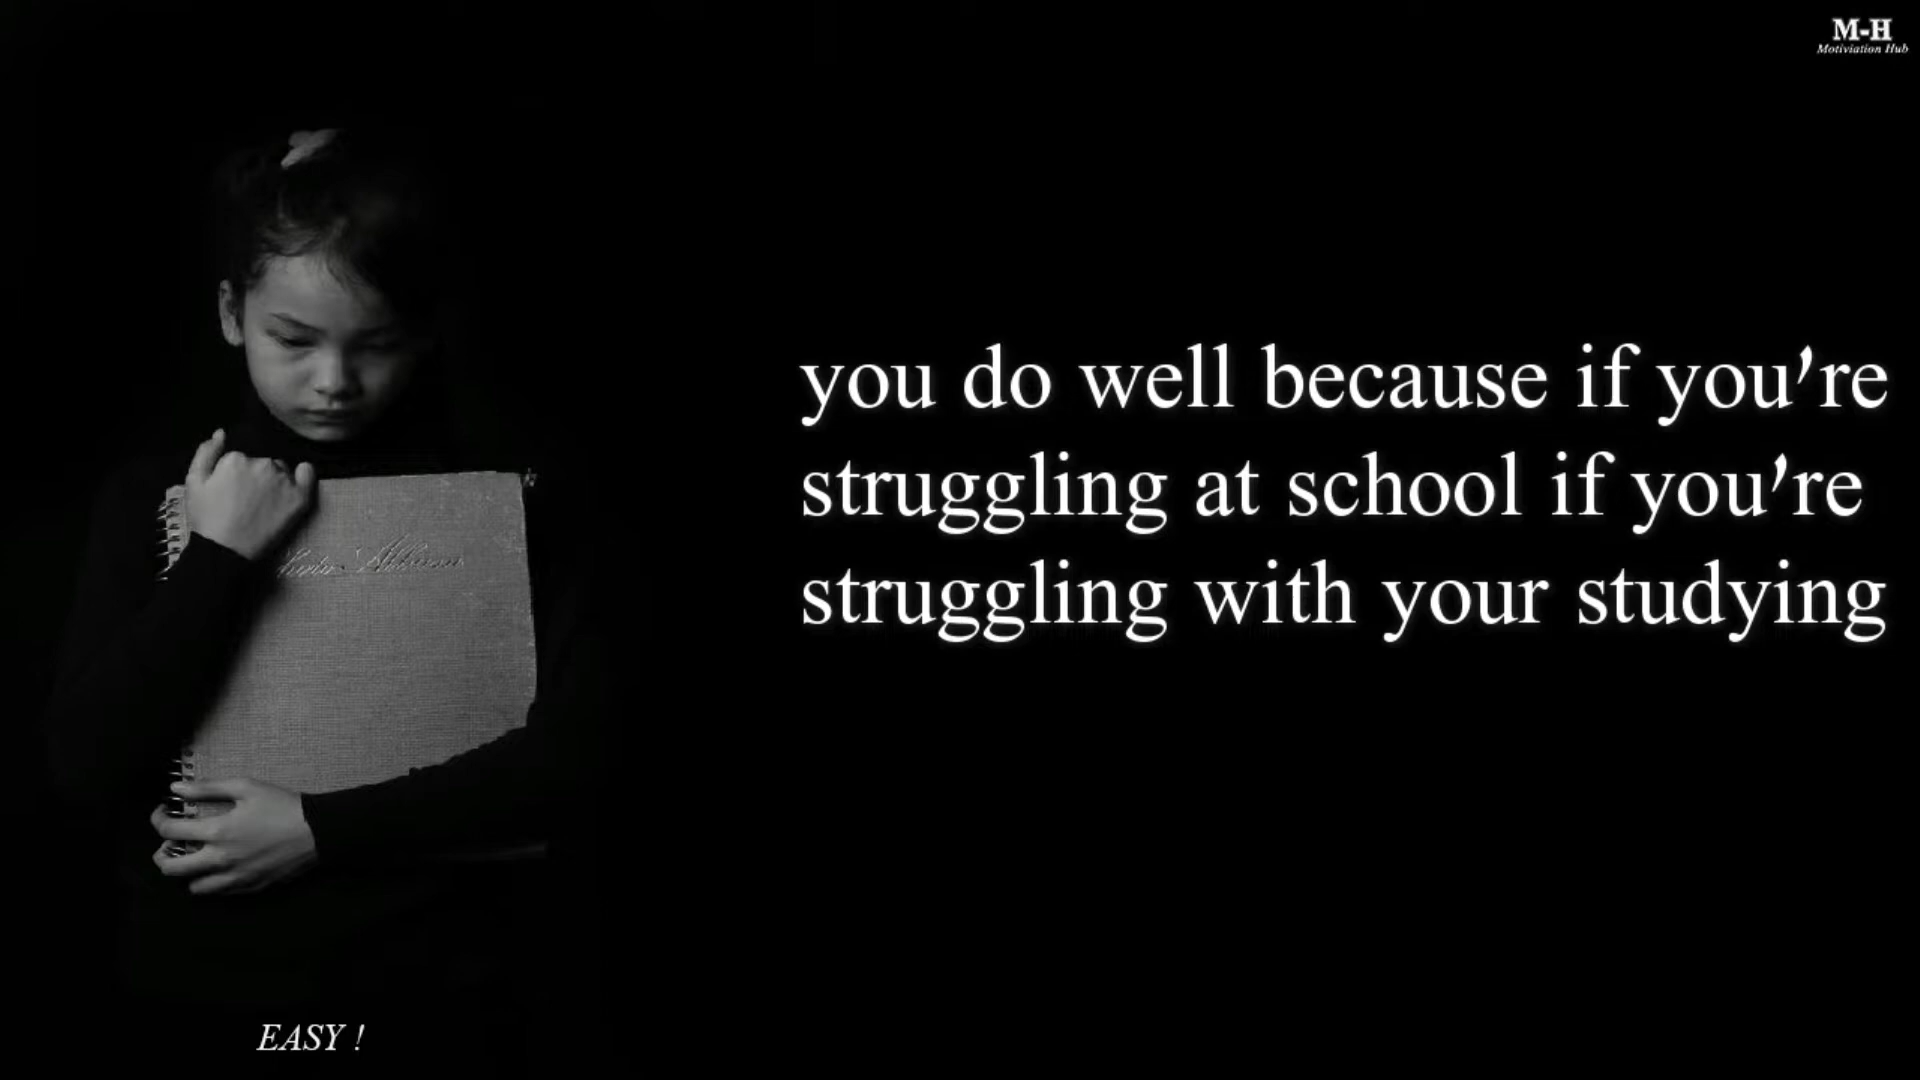 M-H
Motiviation Hub
you do well because if you're
struggling at school if you're
struggling with your studying
EASY !